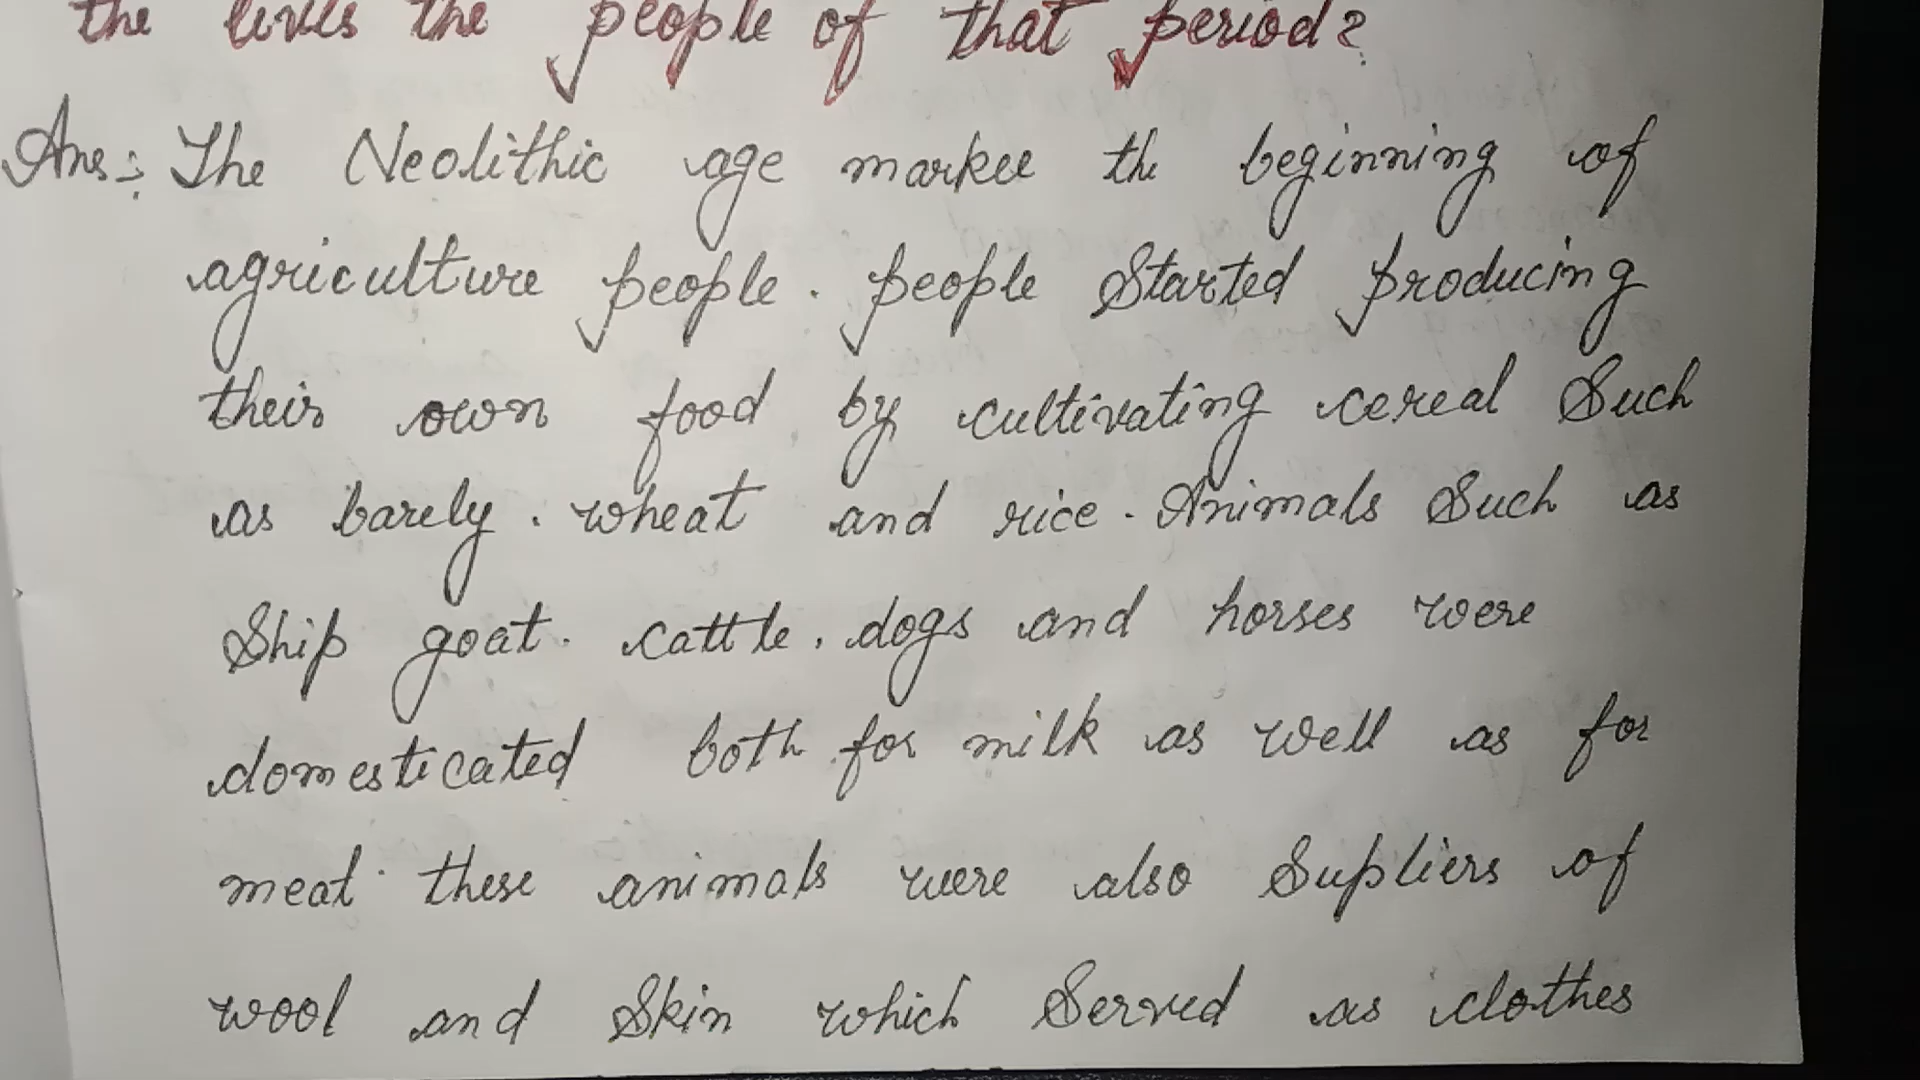 the lives the people of that period?
Ans:- The Neolithic age markee the beginning of
agriculture people. people Started producing
their own food by cultivating cereal Such
as barely. wheat and rice. Animals Such as
Ship goat. cattle, dogs and horses were
domesticated both for milk as well as for
meat. these animals were also Supliers of
wool and Skin which Served as clothes